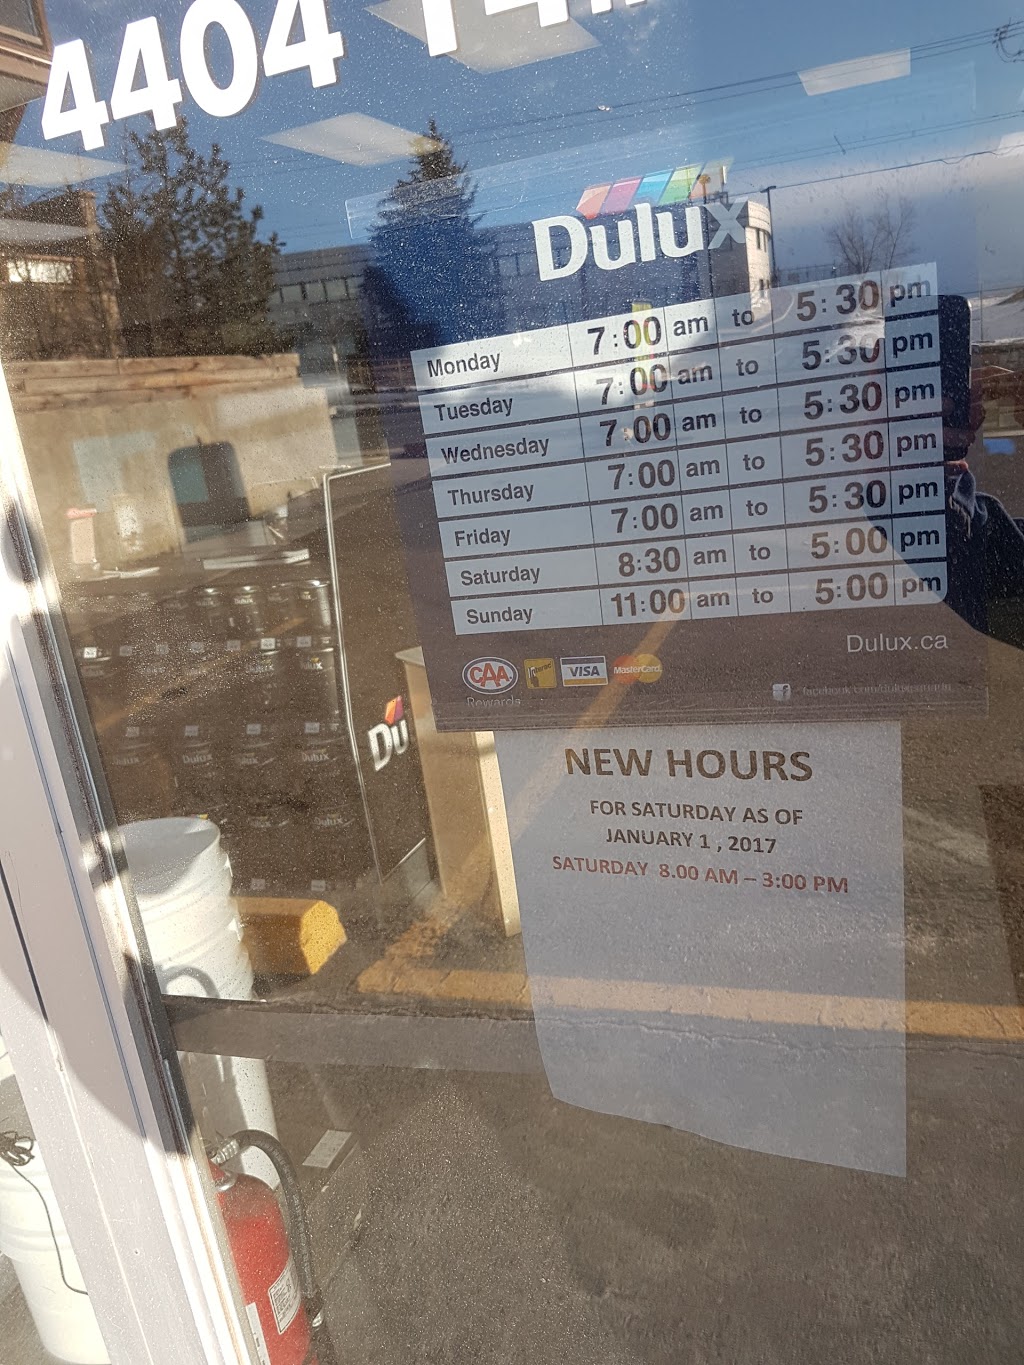 4404
Dulux
Monday 7:00 am to 5:30 pm
Tuesday 7:00 am to 5:30 pm
Wednesday 7:00 am to 5:30 pm
Thursday 7:00 am to 5:30 pm
Friday 7:00 am to 5:30 pm
Saturday 8:30 am to 5:00 pm
Sunday 11:00 am to 5:00 pm
Dulux.ca
CAA Interac VISA MasterCard
Rewards
Du
NEW HOURS
FOR SATURDAY AS OF
JANUARY 1 , 2017
SATURDAY 8.00 AM – 3:00 PM